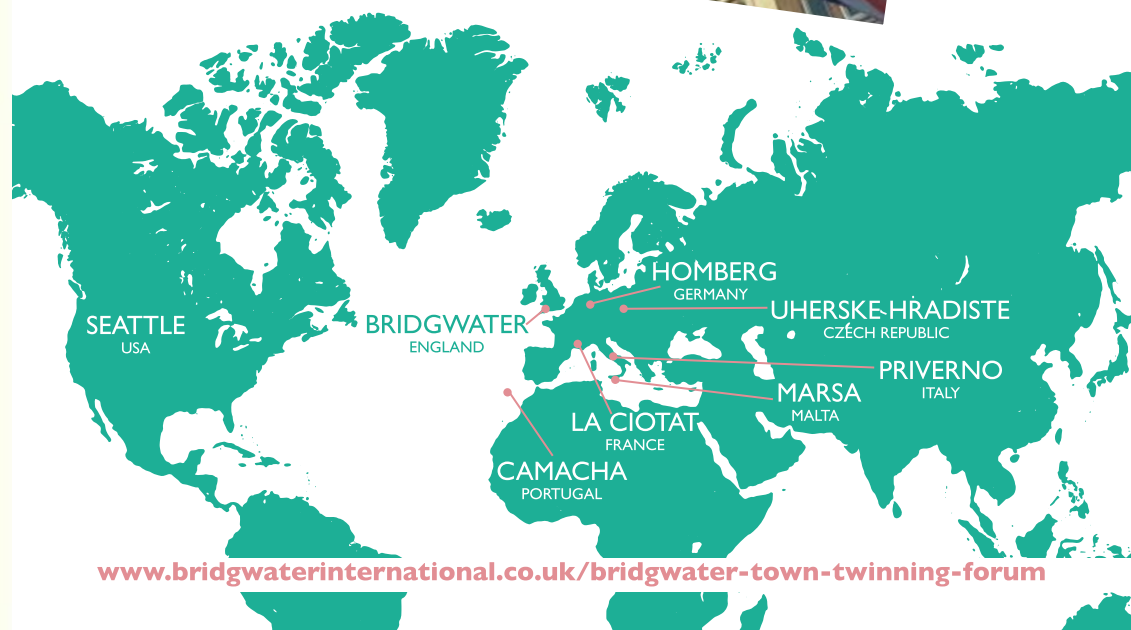 HOMBERG
GERMANY
UHERSKE-HRADISTE
CZECH REPUBLIC
SEATTLE
USA
BRIDGWATER
ENGLAND
PRIVERNO
ITALY
MARSA
MALTA
LA CIOTAT
FRANCE
CAMACHA
PORTUGAL
www.bridgwaterinternational.co.uk/bridgwater-town-twinning-forum